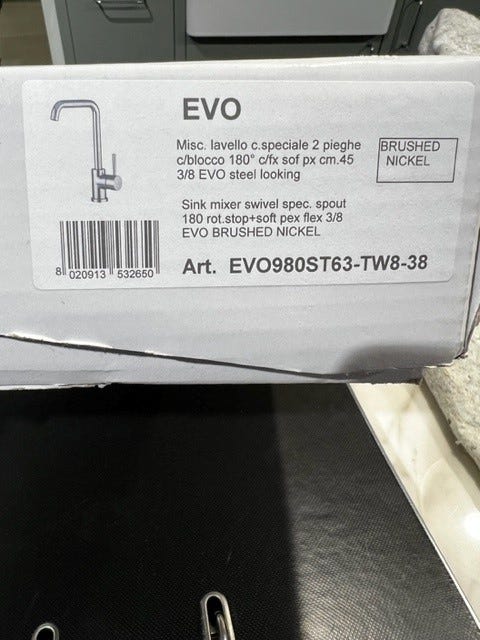 EVO
Misc. lavello c.speciale 2 pieghe
c/blocco 180° c/fx sof px cm.45
3/8 EVO steel looking
BRUSHED
NICKEL
Sink mixer swivel spec. spout
180 rot.stop+soft pex flex 3/8
EVO BRUSHED NICKEL
8 020913 532650
Art. EVO980ST63-TW8-38